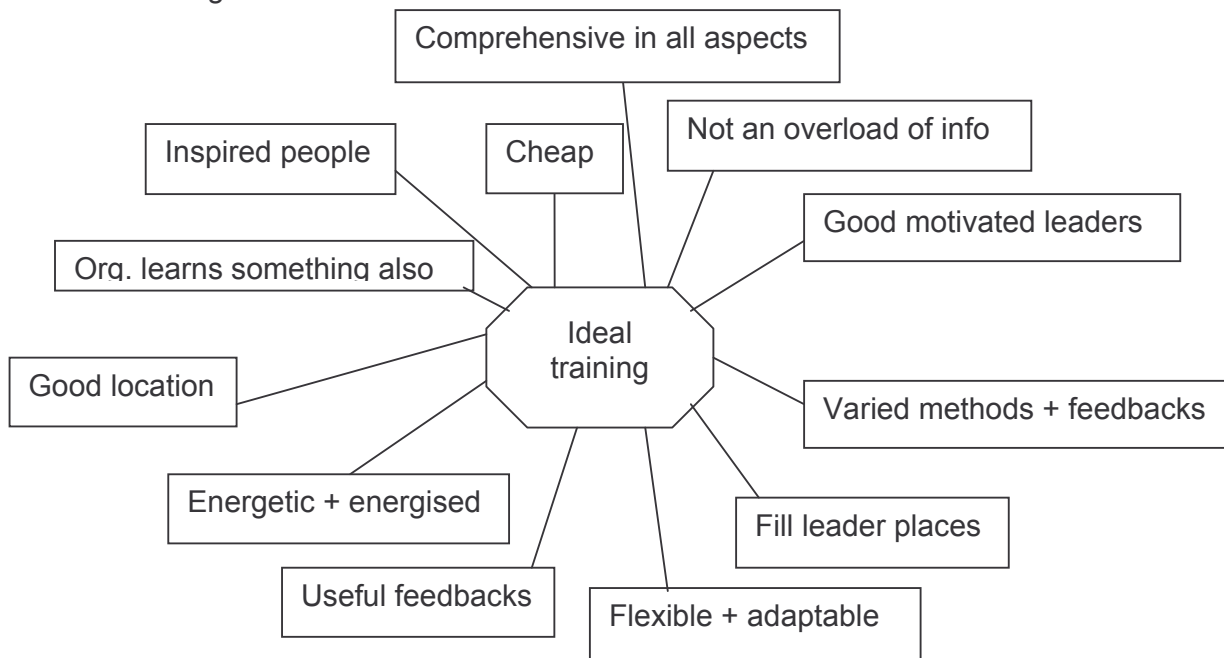 Comprehensive in all aspects
Not an overload of info
Inspired people
Cheap
Good motivated leaders
Org. learns something also
Ideal
training
Good location
Varied methods + feedbacks
Energetic + energised
Fill leader places
Useful feedbacks
Flexible + adaptable